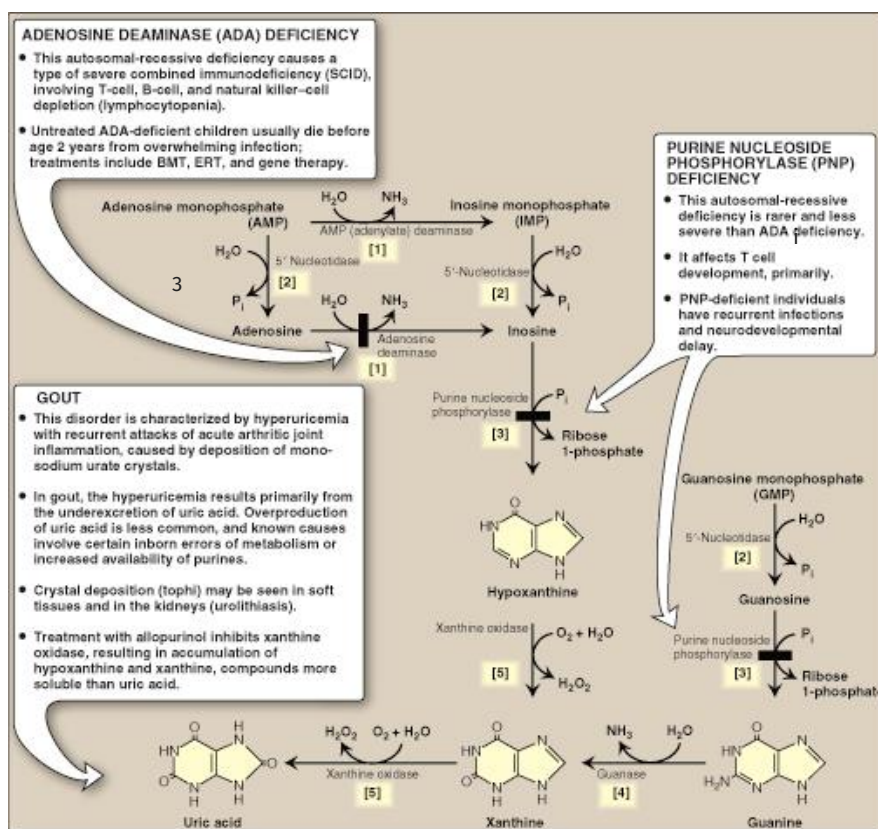 ADENOSINE DEAMINASE (ADA) DEFICIENCY
• This autosomal-recessive deficiency causes a
type of severe combined immunodeficiency (SCID),
involving T-cell, B-cell, and natural killer–cell
depletion (lymphocytopenia).
• Untreated ADA-deficient children usually die before
age 2 years from overwhelming infection;
treatments include BMT, ERT, and gene therapy.
PURINE NUCLEOSIDE
PHOSPHORYLASE (PNP)
DEFICIENCY
• This autosomal-recessive
deficiency is rarer and less
severe than ADA deficiency.
• It affects T cell
development, primarily.
• PNP-deficient individuals
have recurrent infections
and neurodevelopmental
delay.
Adenosine monophosphate
(AMP)
H₂O
NH₃
AMP (adenylate) deaminase
[1]
Inosine monophosphate
(IMP)
H₂O
5' Nucleotidase
[2]
Pi
3
H₂O
5'-Nucleotidase
[2]
Pi
Adenosine
H₂O
NH₃
Adenosine
deaminase
[1]
Inosine
Purine nucleoside
phosphorylase
[3]
Pi
Ribose
1-phosphate
GOUT
• This disorder is characterized by hyperuricemia
with recurrent attacks of acute arthritic joint
inflammation, caused by deposition of mono-
sodium urate crystals.
• In gout, the hyperuricemia results primarily from
the underexcretion of uric acid. Overproduction
of uric acid is less common, and known causes
involve certain inborn errors of metabolism or
increased availability of purines.
• Crystal deposition (tophi) may be seen in soft
tissues and in the kidneys (urolithiasis).
• Treatment with allopurinol inhibits xanthine
oxidase, resulting in accumulation of
hypoxanthine and xanthine, compounds more
soluble than uric acid.
Guanosine monophosphate
(GMP)
5'-Nucleotidase
[2]
H₂O
Pi
Guanosine
Purine nucleoside
phosphorylase
[3]
Pi
Ribose
1-phosphate
O
HN
N
N
N
H
Hypoxanthine
Xanthine oxidase
[5]
O₂ + H₂O
H₂O₂
O
H
HN
N
O
O
N
N
H
H
Uric acid
H₂O₂
O₂ + H₂O
Xanthine oxidase
[5]
O
HN
N
O
N
N
H
H
Xanthine
NH₃
H₂O
Guanase
[4]
O
HN
N
H₂N
N
N
H
Guanine